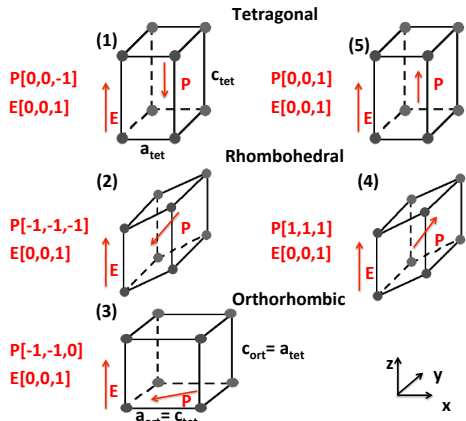 Tetragonal
(1)
(5)
P[0,0,-1]
E[0,0,1]
E
P
c_tet
a_tet
P[0,0,1]
E[0,0,1]
E
P
Rhombohedral
(2)
(4)
P[-1,-1,-1]
E[0,0,1]
E
P
P[1,1,1]
E[0,0,1]
E
P
Orthorhombic
(3)
P[-1,-1,0]
E[0,0,1]
E
P
c_ort= a_tet
a_ort= c_tet
z
y
x